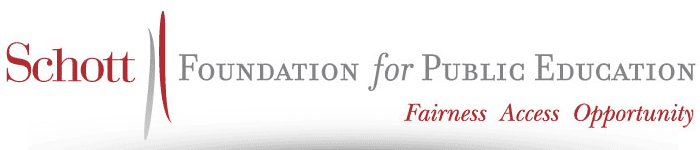 Schott Foundation for Public Education
Fairness Access Opportunity